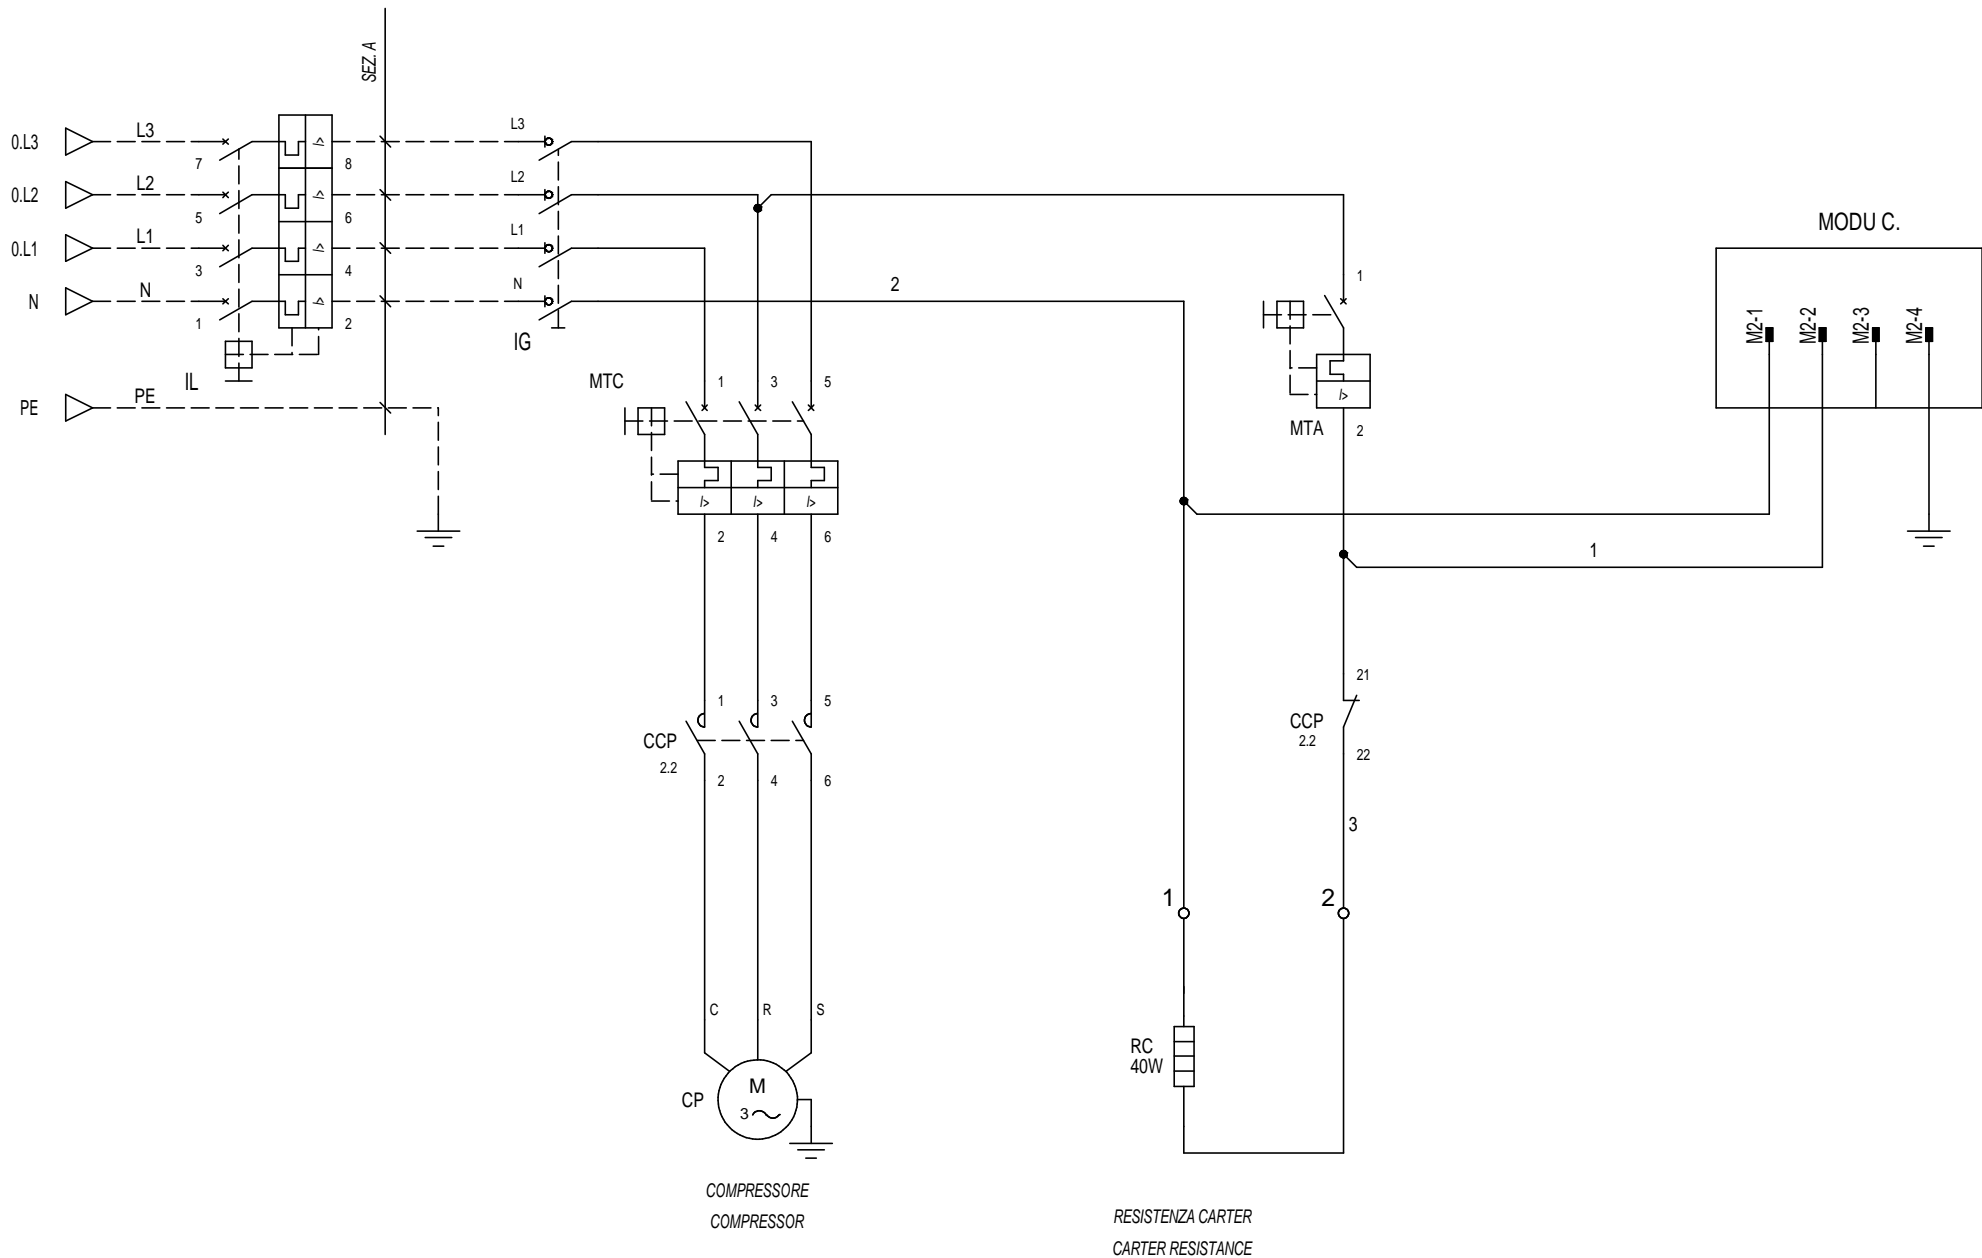 SEZ. A
0.L3 L3 7 8 L3
0.L2 L2 5 6 L2
0.L1 L1 3 4 L1
N N 1 2 N 2
IL
IG
PE PE
MODU C.
M2-1 M2-2 M2-3 M2-4
1
MTA 2
MTC 1 3 5
I> I> I> I> I> I> I> I>
2 4 6
1
1 3 5
CCP
2.2
2 4 6
21
CCP
2.2
22
3
1 2
C R S
RC
40W
CP M
3
COMPRESSORE
COMPRESSOR
RESISTENZA CARTER
CARTER RESISTANCE